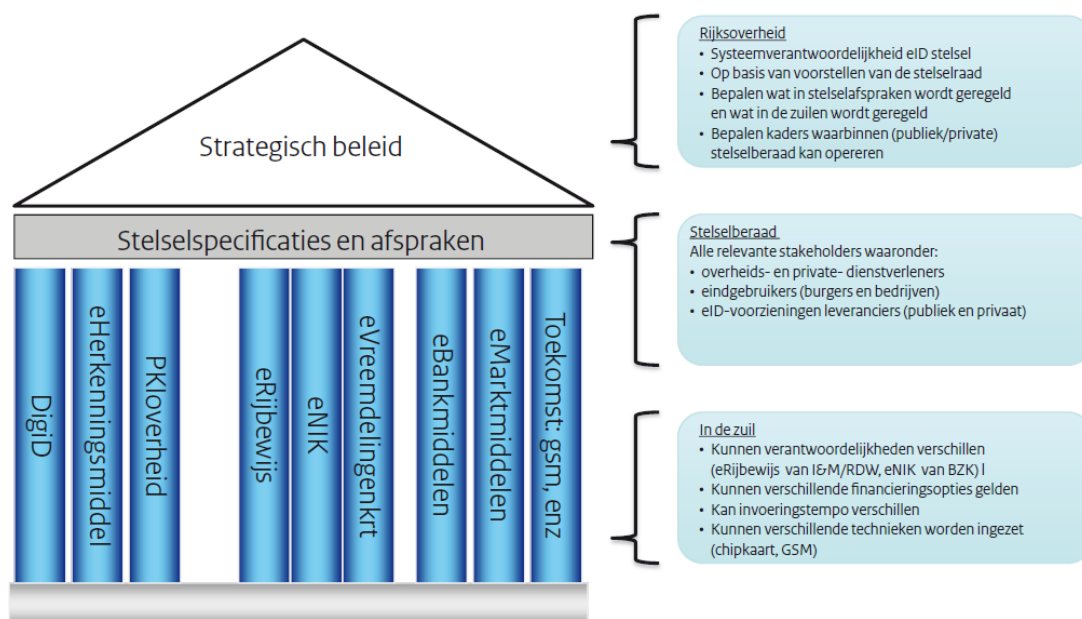 Strategisch beleid
Stelselspecificaties en afspraken
DigiD
eHerkenningsmiddel
PKIoverheid
eRijbewijs
eNIK
eVreemdelingenkrt
eBankmiddelen
eMarktmiddelen
Toekomst: gsm, enz
Rijksoverheid
• Systeemverantwoordelijkheid eID stelsel
• Op basis van voorstellen van de stelselraad
• Bepalen wat in stelselafspraken wordt geregeld
en wat in de zuilen wordt geregeld
• Bepalen kaders waarbinnen (publiek/private)
stelselberaad kan opereren
Stelselberaad
Alle relevante stakeholders waaronder:
• overheids- en private- dienstverleners
• eindgebruikers (burgers en bedrijven)
• eID-voorzieningen leveranciers (publiek en privaat)
In de zuil
• Kunnen verantwoordelijkheden verschillen
(eRijbewijs van I&M/RDW, eNIK van BZK) l
• Kunnen verschillende financieringsopties gelden
• Kan invoeringstempo verschillen
• Kunnen verschillende technieken worden ingezet
(chipkaart, GSM)